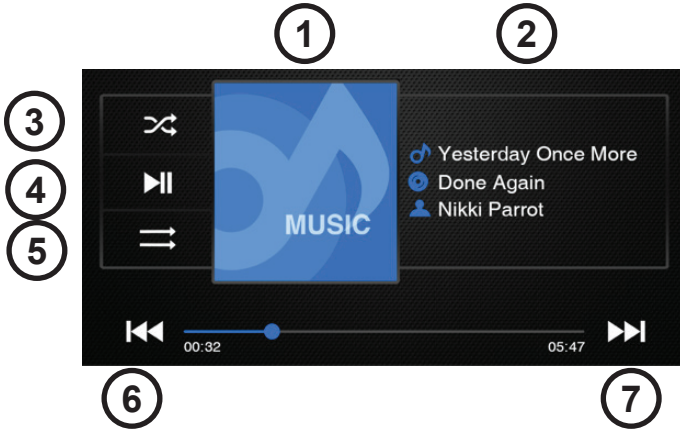 1
2
3
4
5
6
7
MUSIC
Yesterday Once More
Done Again
Nikki Parrot
00:32
05:47